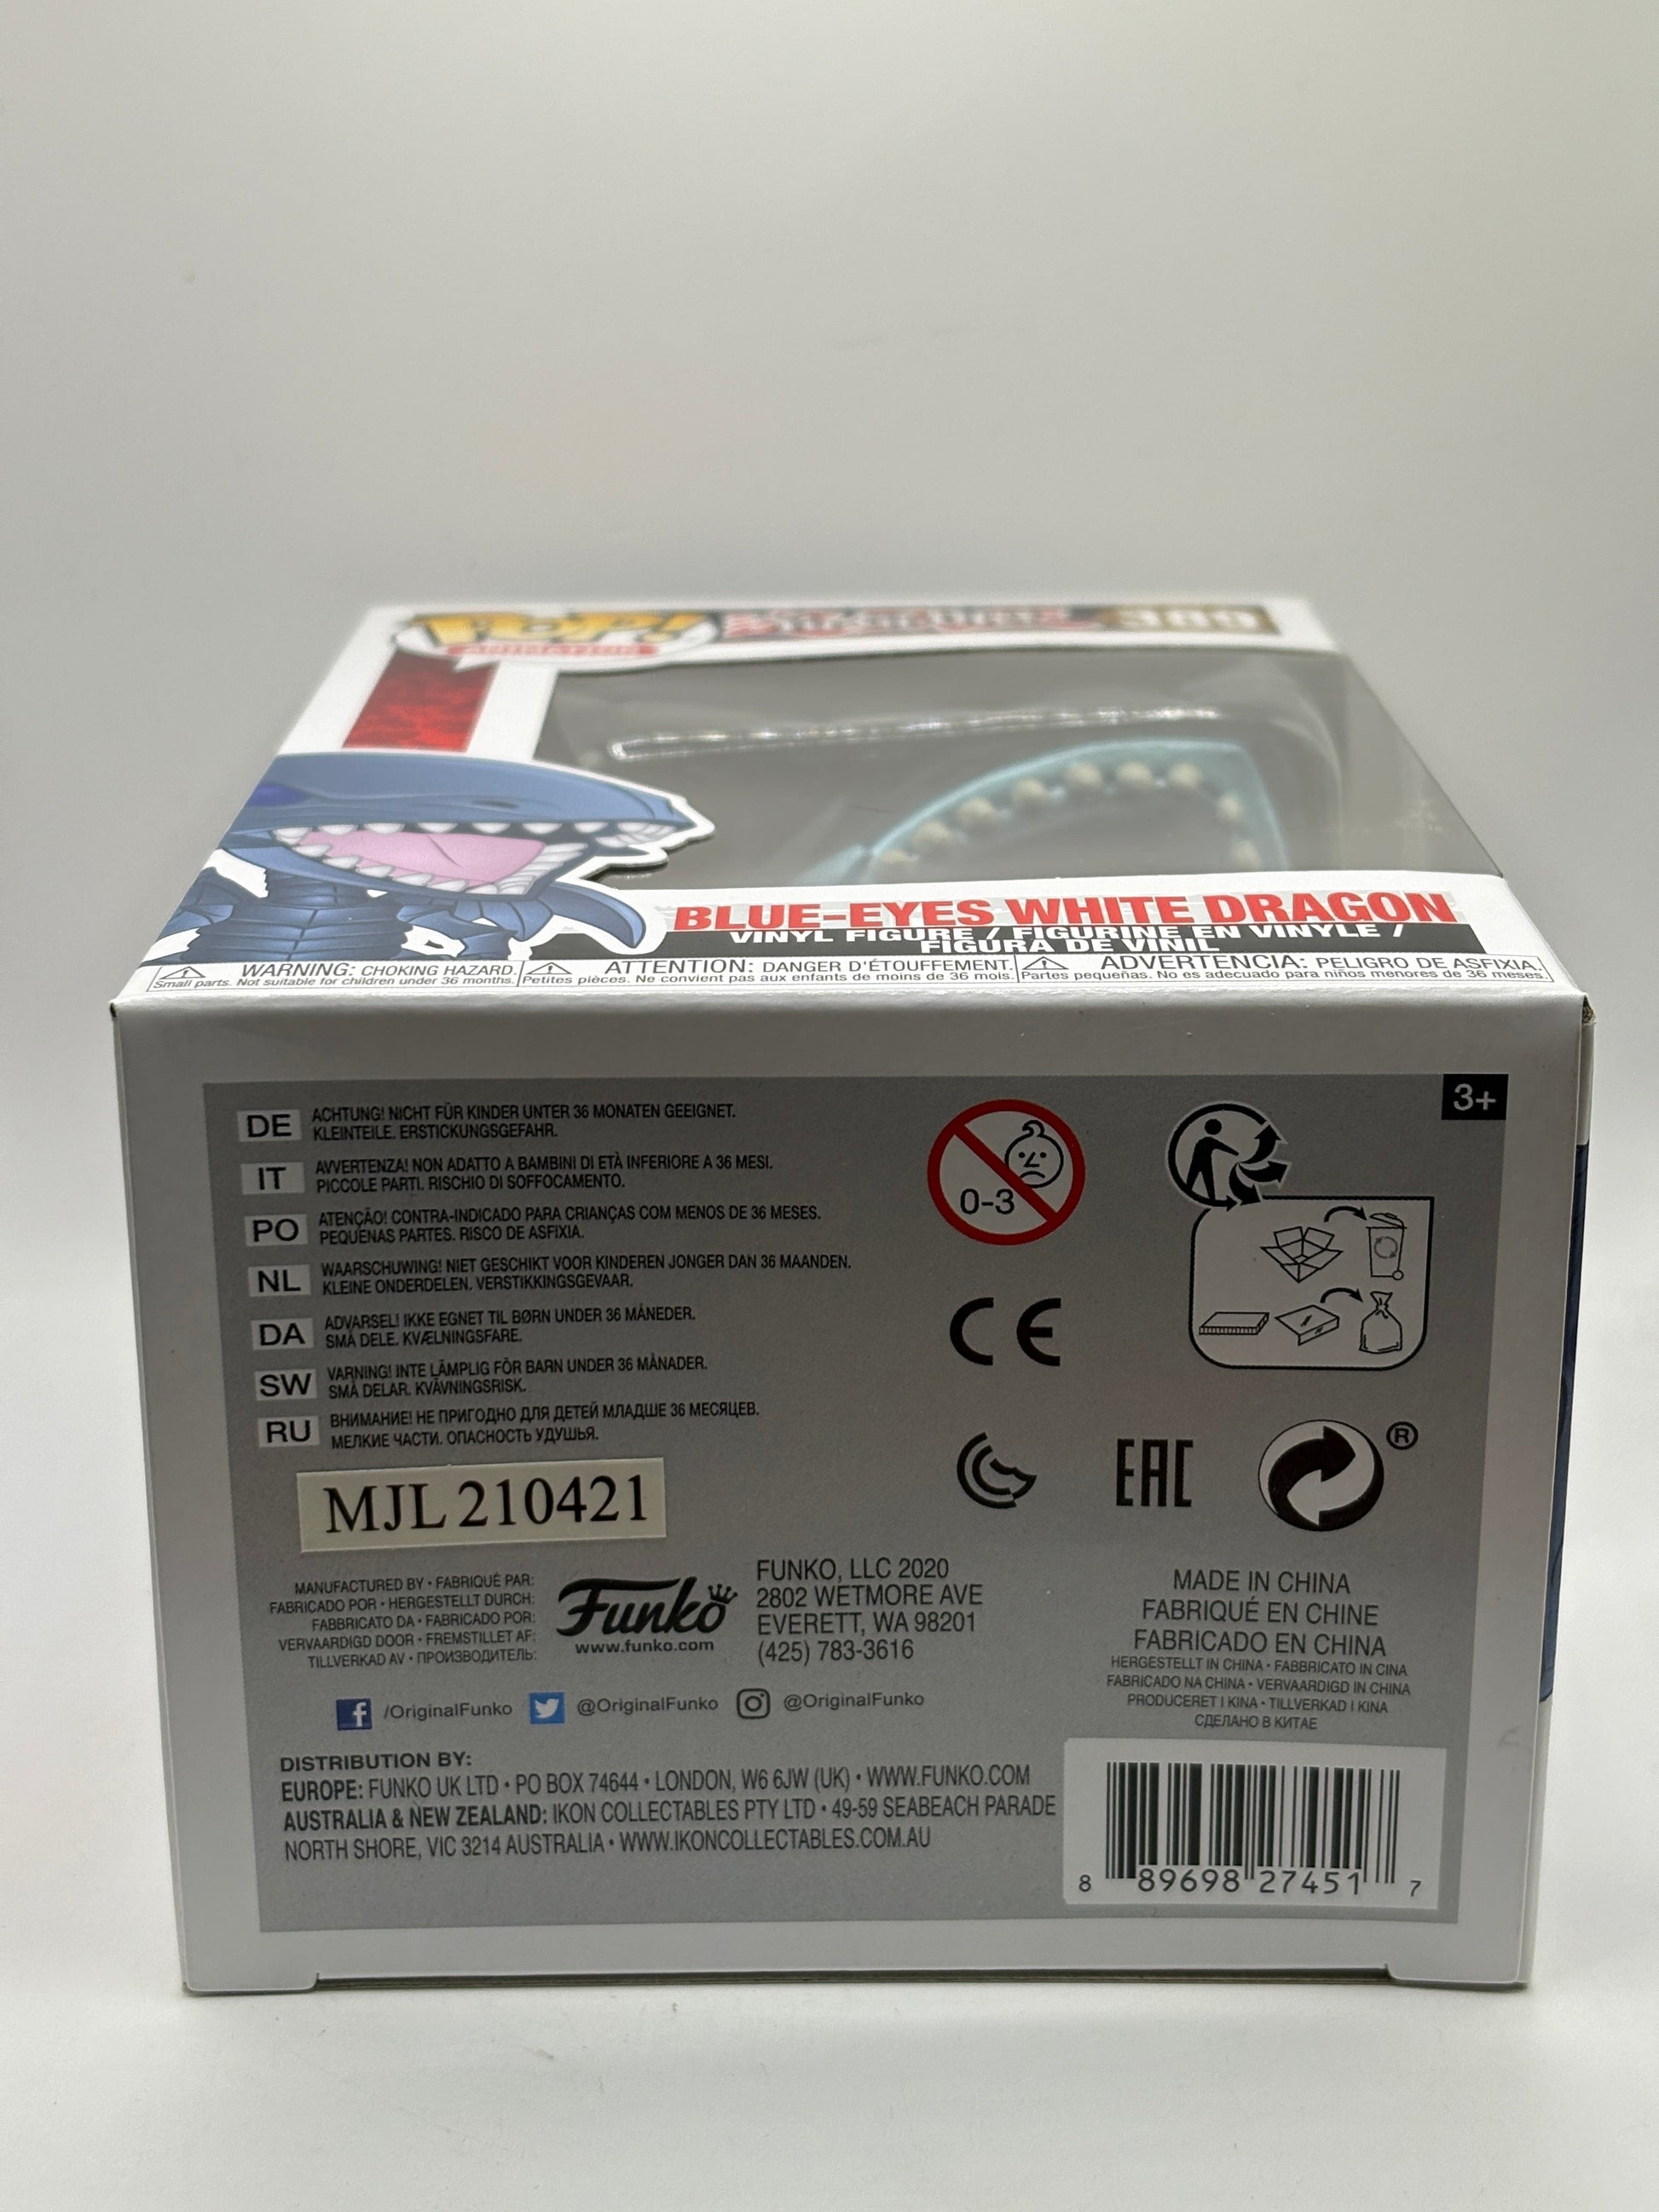 POP!
ANIMATION
389
BLUE-EYES WHITE DRAGON
VINYL FIGURE / FIGURINE EN VINYLE /
FIGURA DE VINIL
WARNING: CHOKING HAZARD.
Small parts. Not suitable for children under 36 months.
ATTENTION: DANGER D'ÉTOUFFEMENT.
Petites pièces. Ne convient pas aux enfants de moins de 36 mois.
ADVERTENCIA: PELIGRO DE ASFIXIA.
Partes pequeñas. No es adecuado para niños menores de 36 meses.
3+
DE ACHTUNG! NICHT FÜR KINDER UNTER 36 MONATEN GEEIGNET.
KLEINTEILE. ERSTICKUNGSGEFAHR.
IT AVVERTENZA! NON ADATTO A BAMBINI DI ETÀ INFERIORE A 36 MESI.
PICCOLE PARTI. RISCHIO DI SOFFOCAMENTO.
PO ATENÇÃO! CONTRA-INDICADO PARA CRIANÇAS COM MENOS DE 36 MESES.
PEQUENAS PARTES. RISCO DE ASFIXIA.
NL WAARSCHUWING! NIET GESCHIKT VOOR KINDEREN JONGER DAN 36 MAANDEN.
KLEINE ONDERDELEN. VERSTIKKINGSGEVAAR.
DA ADVARSEL! IKKE EGNET TIL BØRN UNDER 36 MÅNEDER.
SMÅ DELE. KVÆLNINGSFARE.
SW VARNING! INTE LÄMPLIG FÖR BARN UNDER 36 MÅNADER.
SMÅ DELAR. KVÄVNINGSRISK.
RU ВНИМАНИЕ! НЕ ПРИГОДНО ДЛЯ ДЕТЕЙ МЛАДШЕ 36 МЕСЯЦЕВ.
МЕЛКИЕ ЧАСТИ. ОПАСНОСТЬ УДУШЬЯ.
0-3
CE
EAC
®
MJL 210421
MANUFACTURED BY • FABRIQUÉ PAR:
FABRICADO POR • HERGESTELLT DURCH:
FABBRICATO DA • FABRICADO POR:
VERVAARDIGD DOOR • FREMSTILLET AF:
TILLVERKAD AV • ПРОИЗВОДИТЕЛЬ:
Funko
www.funko.com
FUNKO, LLC 2020
2802 WETMORE AVE
EVERETT, WA 98201
(425) 783-3616
MADE IN CHINA
FABRIQUÉ EN CHINE
FABRICADO EN CHINA
HERGESTELLT IN CHINA • FABBRICATO IN CINA
FABRICADO NA CHINA • VERVAARDIGD IN CHINA
PRODUCERET I KINA • TILLVERKAD I KINA
СДЕЛАНО В КИТАЕ
/OriginalFunko @OriginalFunko @OriginalFunko
DISTRIBUTION BY:
EUROPE: FUNKO UK LTD • PO BOX 74644 • LONDON, W6 6JW (UK) • WWW.FUNKO.COM
AUSTRALIA & NEW ZEALAND: IKON COLLECTABLES PTY LTD • 49-59 SEABEACH PARADE
NORTH SHORE, VIC 3214 AUSTRALIA • WWW.IKONCOLLECTABLES.COM.AU
8 89698 27451 7